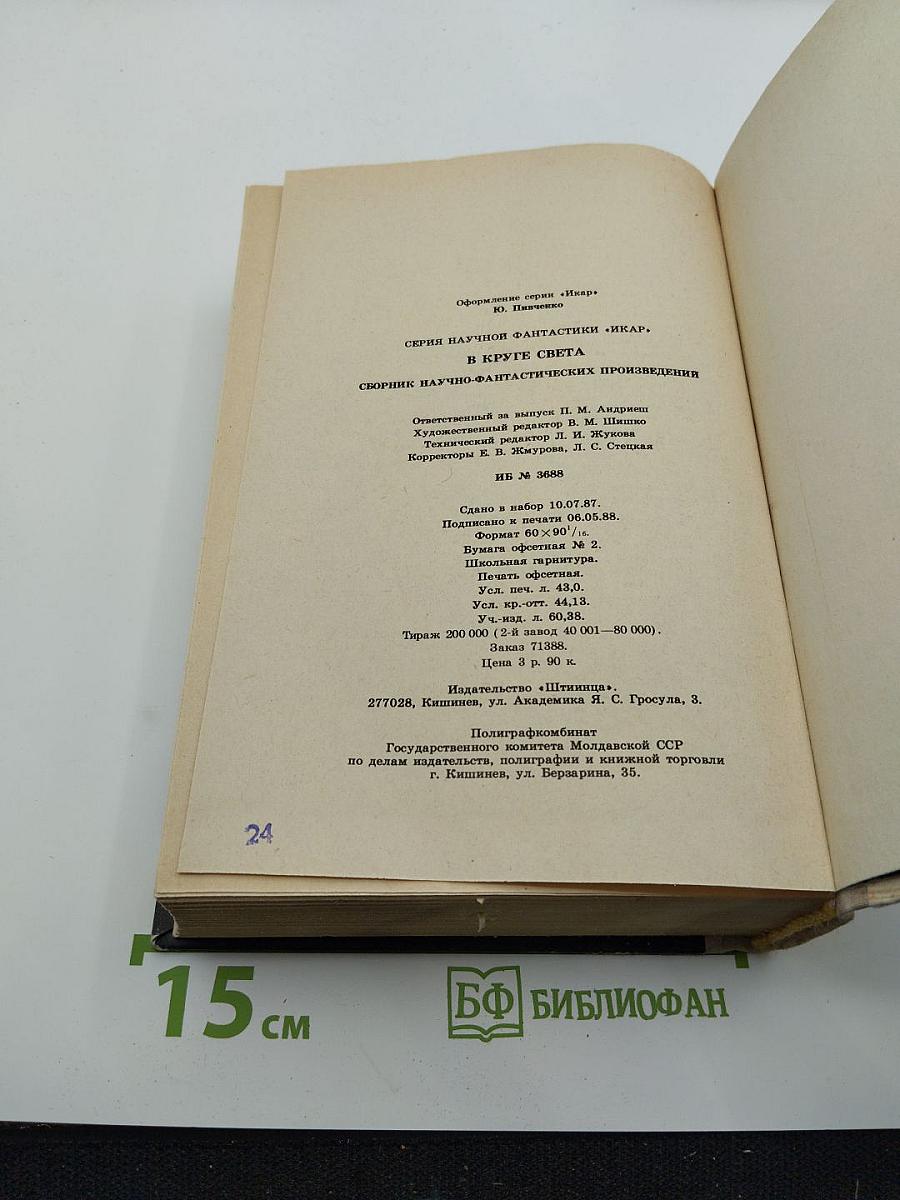 Оформление серии «Икар»
Ю. Пивченко
СЕРИЯ НАУЧНОЙ ФАНТАСТИКИ «ИКАР»
В КРУГЕ СВЕТА
СБОРНИК НАУЧНО-ФАНТАСТИЧЕСКИХ ПРОИЗВЕДЕНИЙ
Ответственный за выпуск П. М. Андриеш
Художественный редактор В. М. Шишко
Технический редактор Л. И. Жукова
Корректоры Е. В. Жмурова, Л. С. Стецкая
ИБ № 3688
Сдано в набор 10.07.87.
Подписано к печати 06.05.88.
Формат 60×90¹/₁₆.
Бумага офсетная № 2.
Школьная гарнитура.
Печать офсетная.
Усл. печ. л. 43,0.
Усл. кр.-отт. 44,13.
Уч.-изд. л. 60,38.
Тираж 200 000 (2-й завод 40 001—80 000).
Заказ 71388.
Цена 3 р. 90 к.
Издательство «Штиинца».
277028, Кишинев, ул. Академика Я. С. Гросула, 3.
Полиграфкомбинат
Государственного комитета Молдавской ССР
по делам издательств, полиграфии и книжной торговли
г. Кишинев, ул. Берзарина, 35.
24
15 см
БФ БИБЛИОФАН